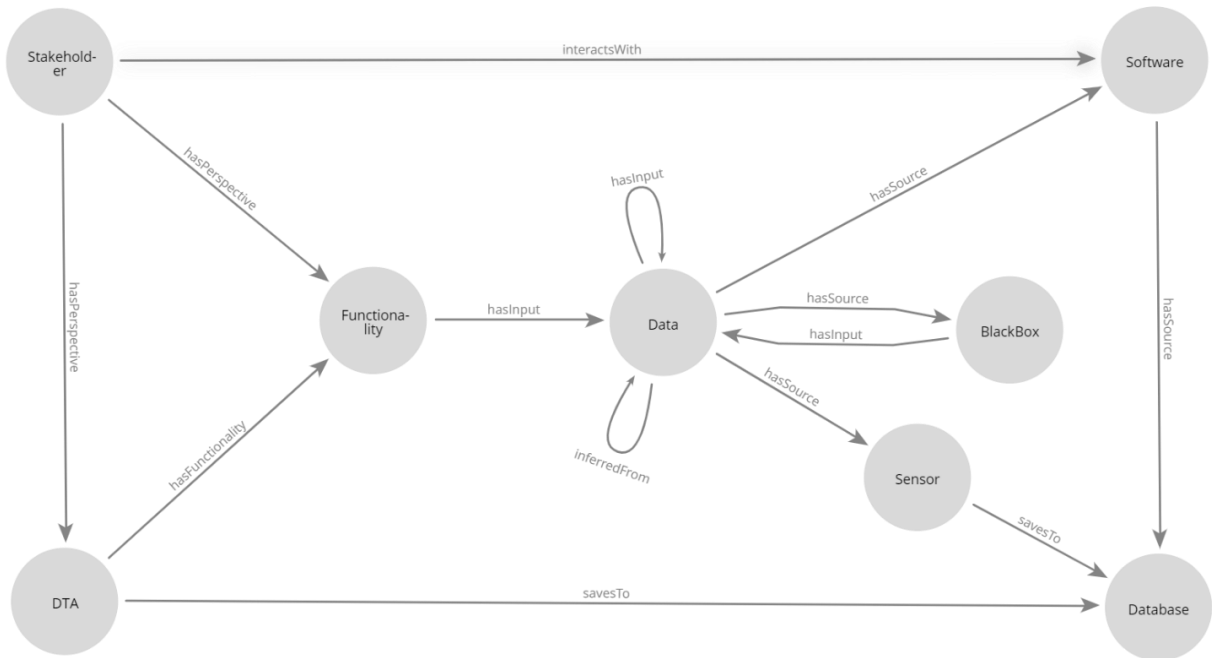 Stakehold-
er
interactsWith
Software
hasPerspective
hasInput
hasSource
hasPerspective
Functiona-
lity
hasInput
Data
hasSource
hasInput
BlackBox
hasSource
hasSource
hasFunctionality
inferredFrom
Sensor
savesTo
DTA
savesTo
Database